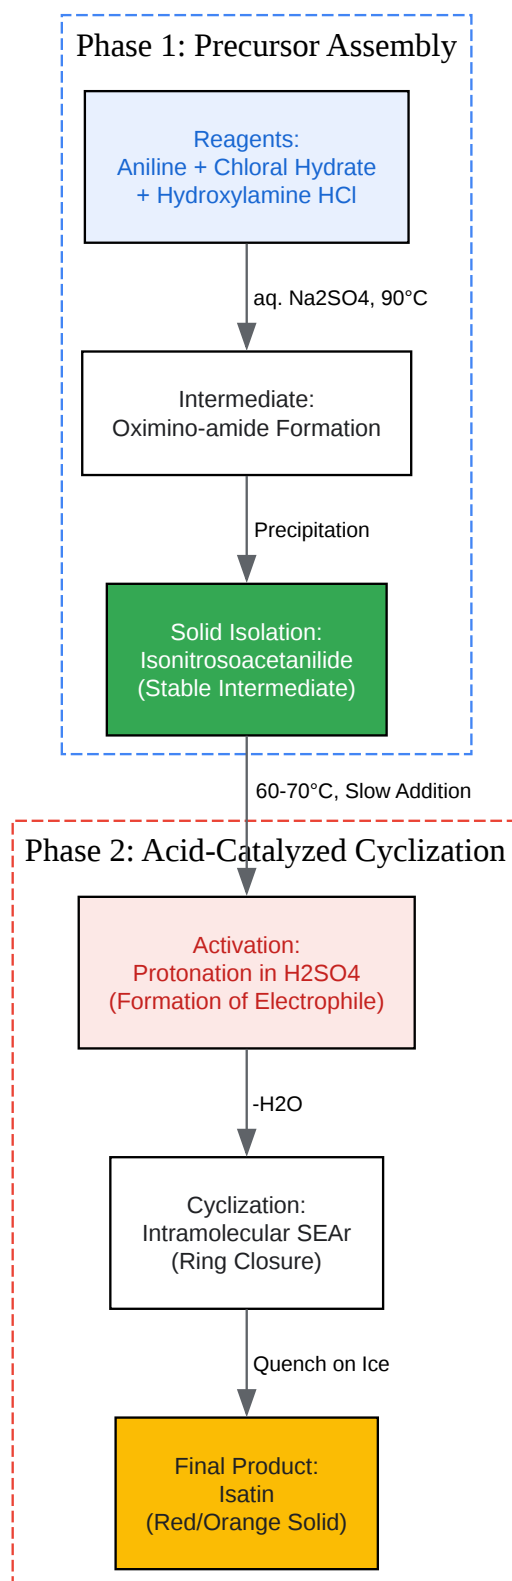 Phase 1: Precursor Assembly
Reagents:
Aniline + Chloral Hydrate
+ Hydroxylamine HCl
aq. Na2SO4, 90°C
Intermediate:
Oximino-amide Formation
Precipitation
Solid Isolation:
Isonitrosoacetanilide
(Stable Intermediate)
60-70°C, Slow Addition
Phase 2: Acid-Catalyzed Cyclization
Activation:
Protonation in H2SO4
(Formation of Electrophile)
-H2O
Cyclization:
Intramolecular SEAr
(Ring Closure)
Quench on Ice
Final Product:
Isatin
(Red/Orange Solid)